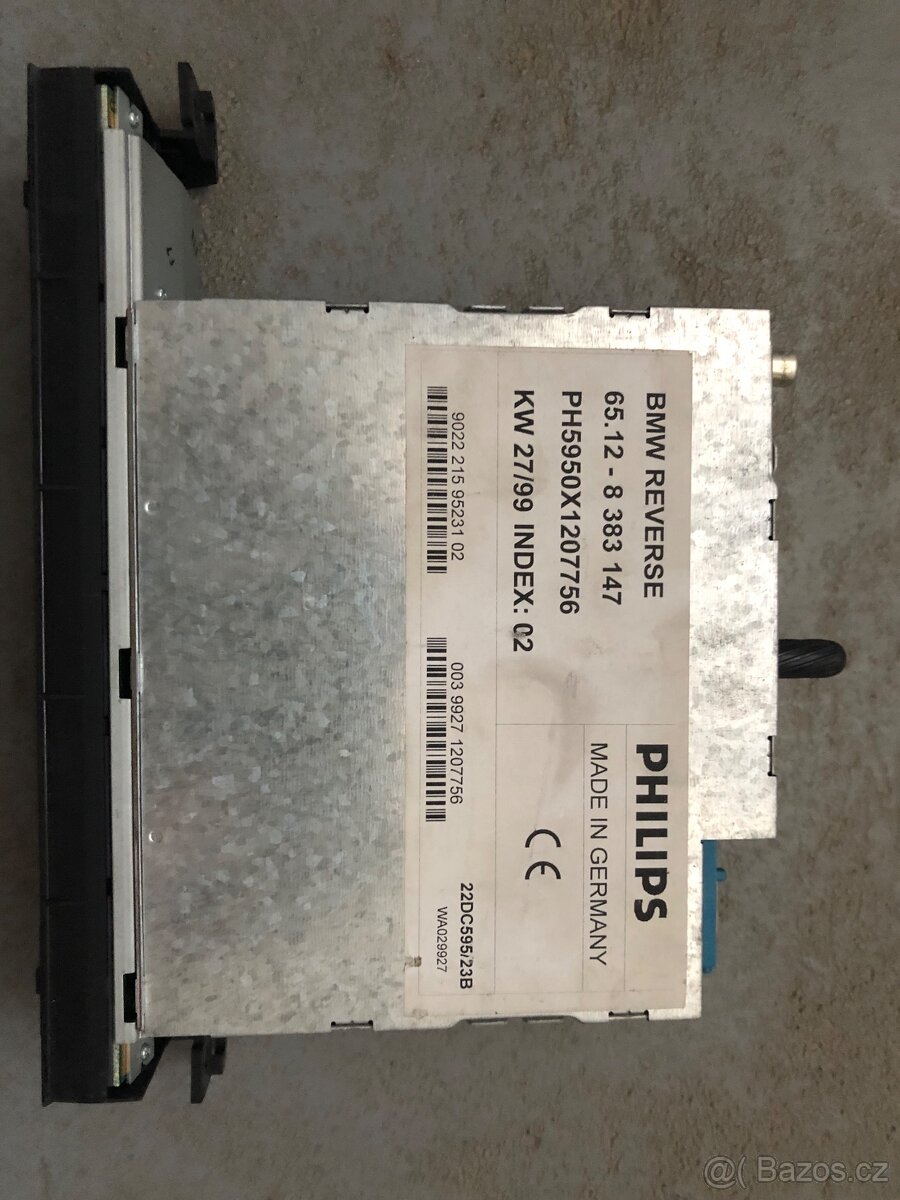 BMW REVERSE
65.12 - 8 383 147
PH5950X1207756
KW 27/99 INDEX: 02
PHILIPS
MADE IN GERMANY
CE
9022 215 95231 02
003 9927 1207756
22DC595/23B
WA029927
@( Bazos.cz